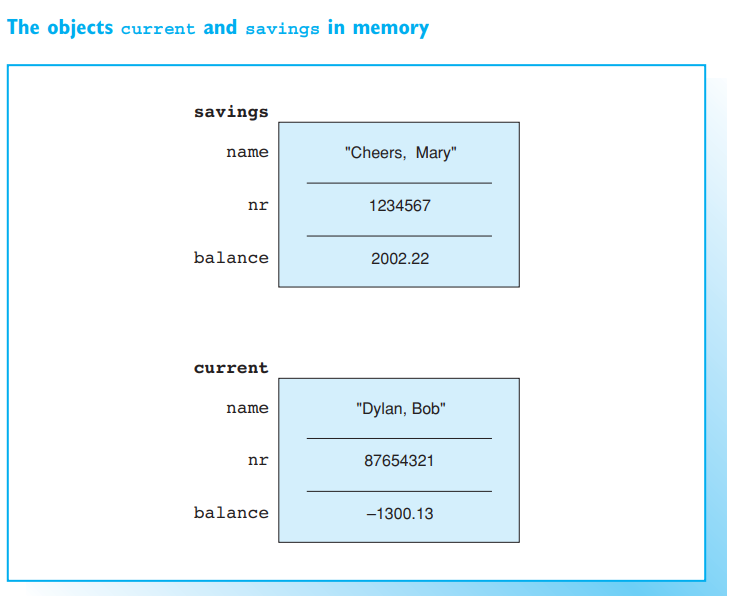 The objects current and savings in memory
savings
name "Cheers, Mary"
nr 1234567
balance 2002.22
current
name "Dylan, Bob"
nr 87654321
balance –1300.13